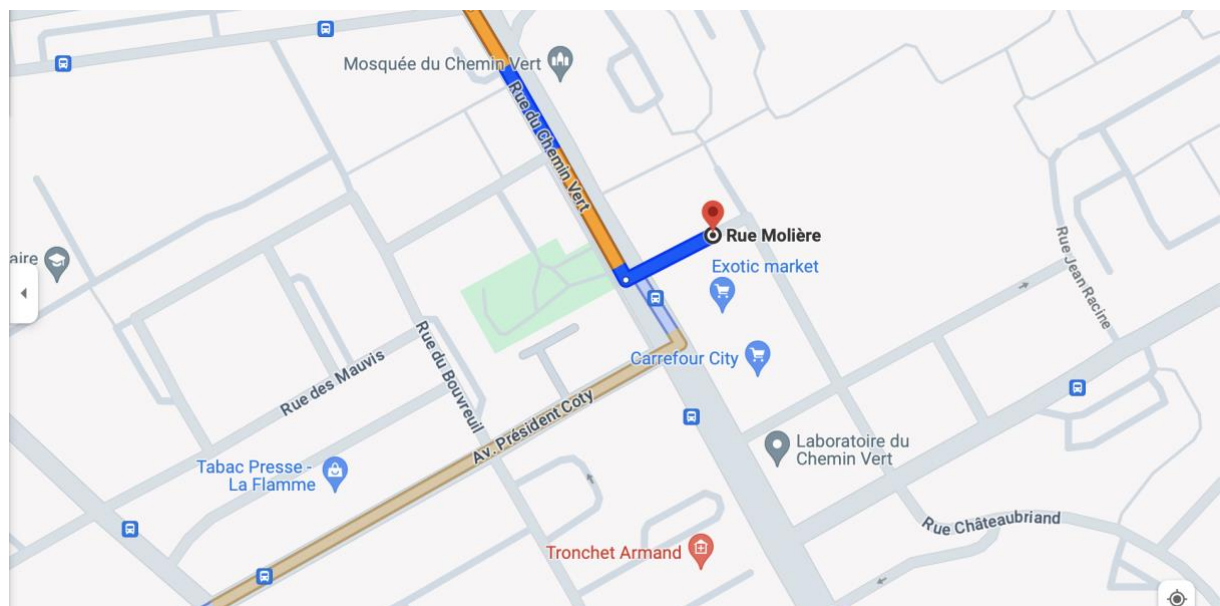 Mosquée du Chemin Vert
Rue du Chemin Vert
Rue Molière
aire
Exotic market
Rue Jean Racine
Carrefour City
Rue des Mauvis
Rue du Bouvreuil
Av. Président Coty
Laboratoire du
Chemin Vert
Tabac Presse -
La Flamme
Rue Châteaubriand
Tronchet Armand